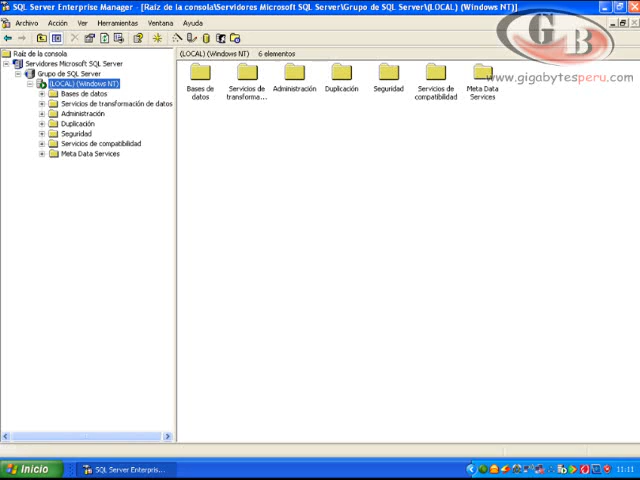 SQL Server Enterprise Manager - [Raíz de la consola\Servidores Microsoft SQL Server\Grupo de SQL Server\(LOCAL) (Windows NT)]
Archivo Acción Ver Herramientas Ventana Ayuda
GB
www.gigabytesperu.com
Raíz de la consola
Servidores Microsoft SQL Server
Grupo de SQL Server
(LOCAL) (Windows NT)
Bases de datos
Servicios de transformación de datos
Administración
Duplicación
Seguridad
Servicios de compatibilidad
Meta Data Services
(LOCAL) (Windows NT) 6 elementos
Bases de
datos
Servicios de
transforma...
Administración
Duplicación
Seguridad
Servicios de
compatibilidad
Meta Data
Services
Inicio
SQL Server Enterpris...
11:11